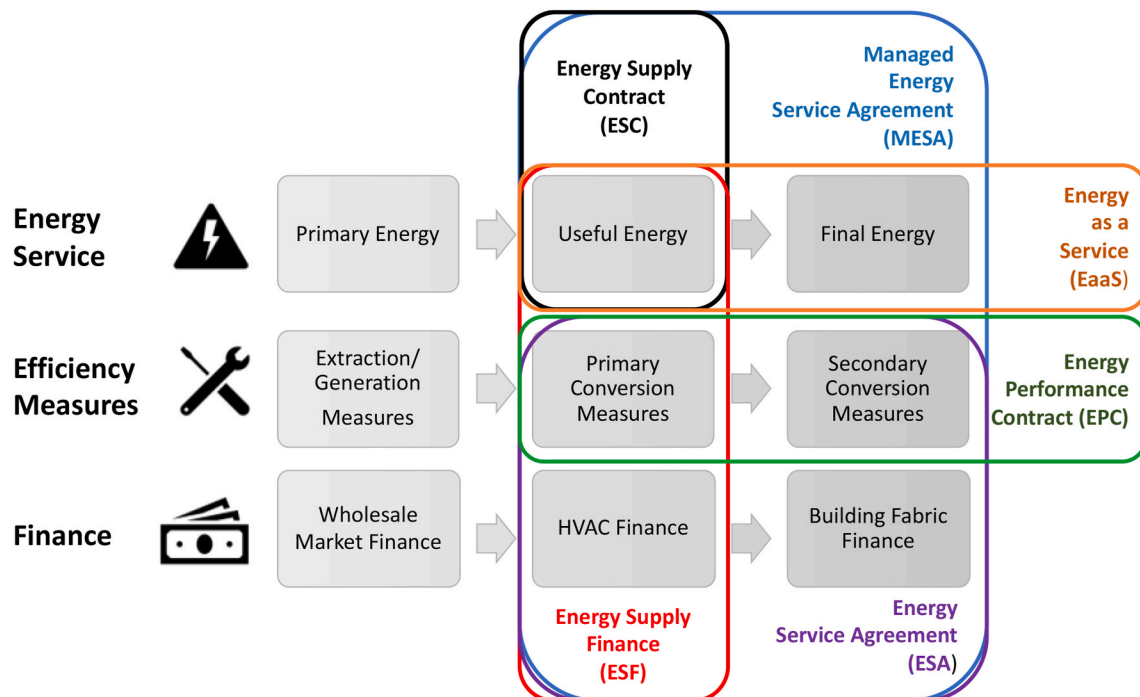 Energy Supply
Contract
(ESC)
Managed
Energy
Service Agreement
(MESA)
Energy
Service
Primary Energy
Useful Energy
Final Energy
Energy
as a
Service
(EaaS)
Efficiency
Measures
Extraction/
Generation
Measures
Primary
Conversion
Measures
Secondary
Conversion
Measures
Energy
Performance
Contract (EPC)
Finance
Wholesale
Market Finance
HVAC Finance
Building Fabric
Finance
Energy Supply
Finance
(ESF)
Energy
Service Agreement
(ESA)